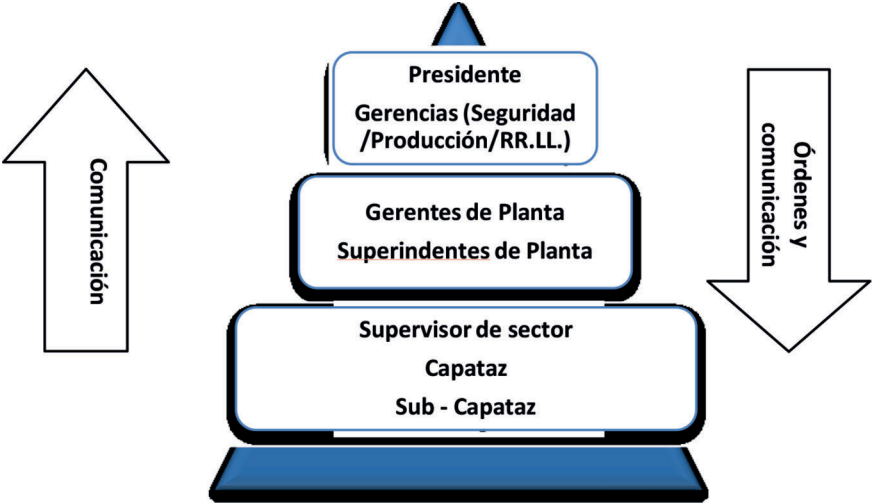 Presidente
Gerencias (Seguridad
/Producción/RR.LL.)
Gerentes de Planta
Superindentes de Planta
Supervisor de sector
Capataz
Sub - Capataz
Comunicación
Órdenes y
comunicación